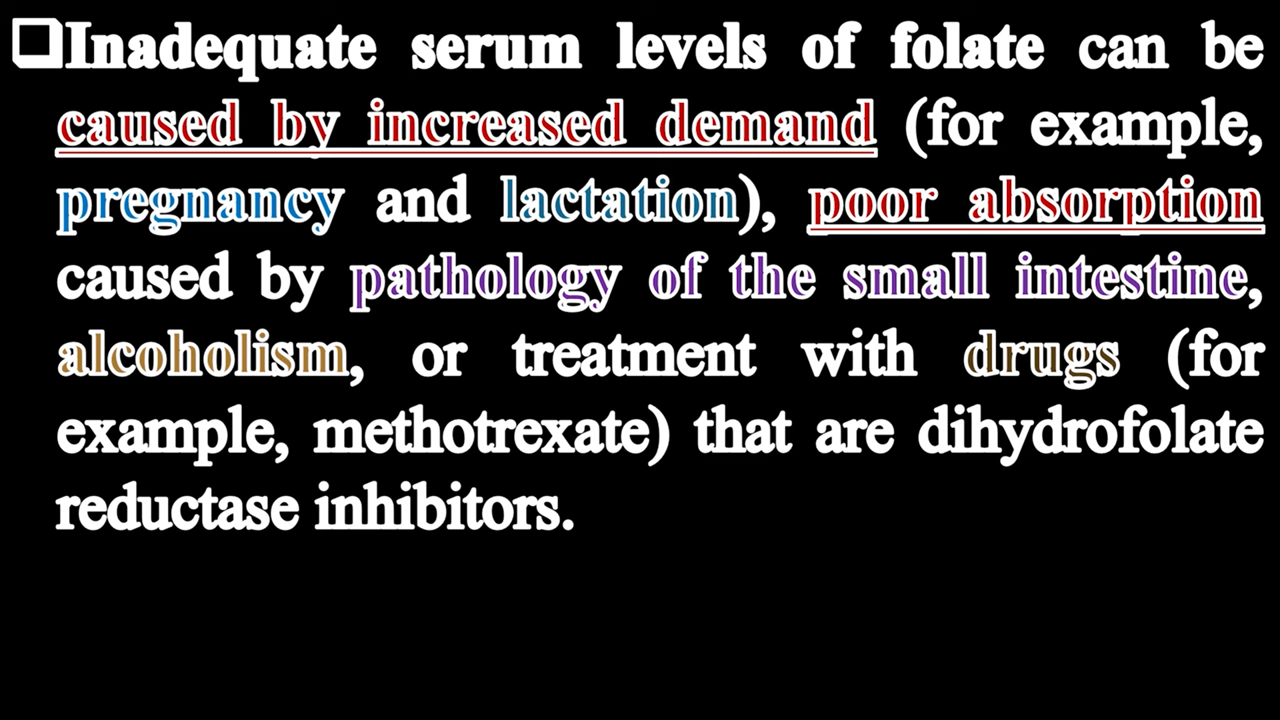 ❑Inadequate serum levels of folate can be
caused by increased demand (for example,
pregnancy and lactation), poor absorption
caused by pathology of the small intestine,
alcoholism, or treatment with drugs (for
example, methotrexate) that are dihydrofolate
reductase inhibitors.